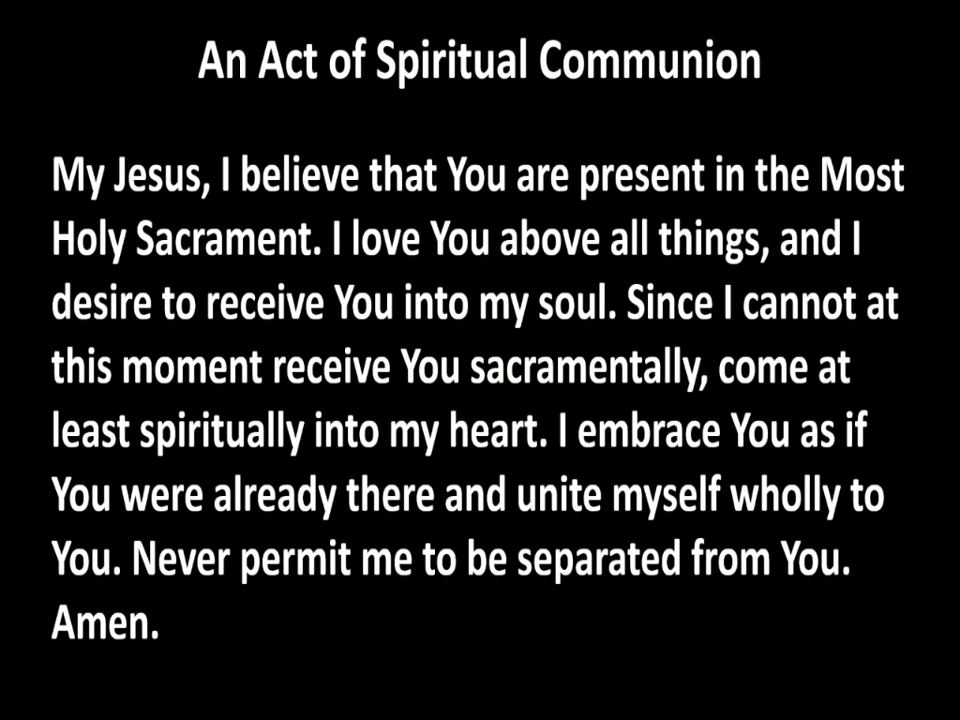 An Act of Spiritual Communion
My Jesus, I believe that You are present in the Most
Holy Sacrament. I love You above all things, and I
desire to receive You into my soul. Since I cannot at
this moment receive You sacramentally, come at
least spiritually into my heart. I embrace You as if
You were already there and unite myself wholly to
You. Never permit me to be separated from You.
Amen.